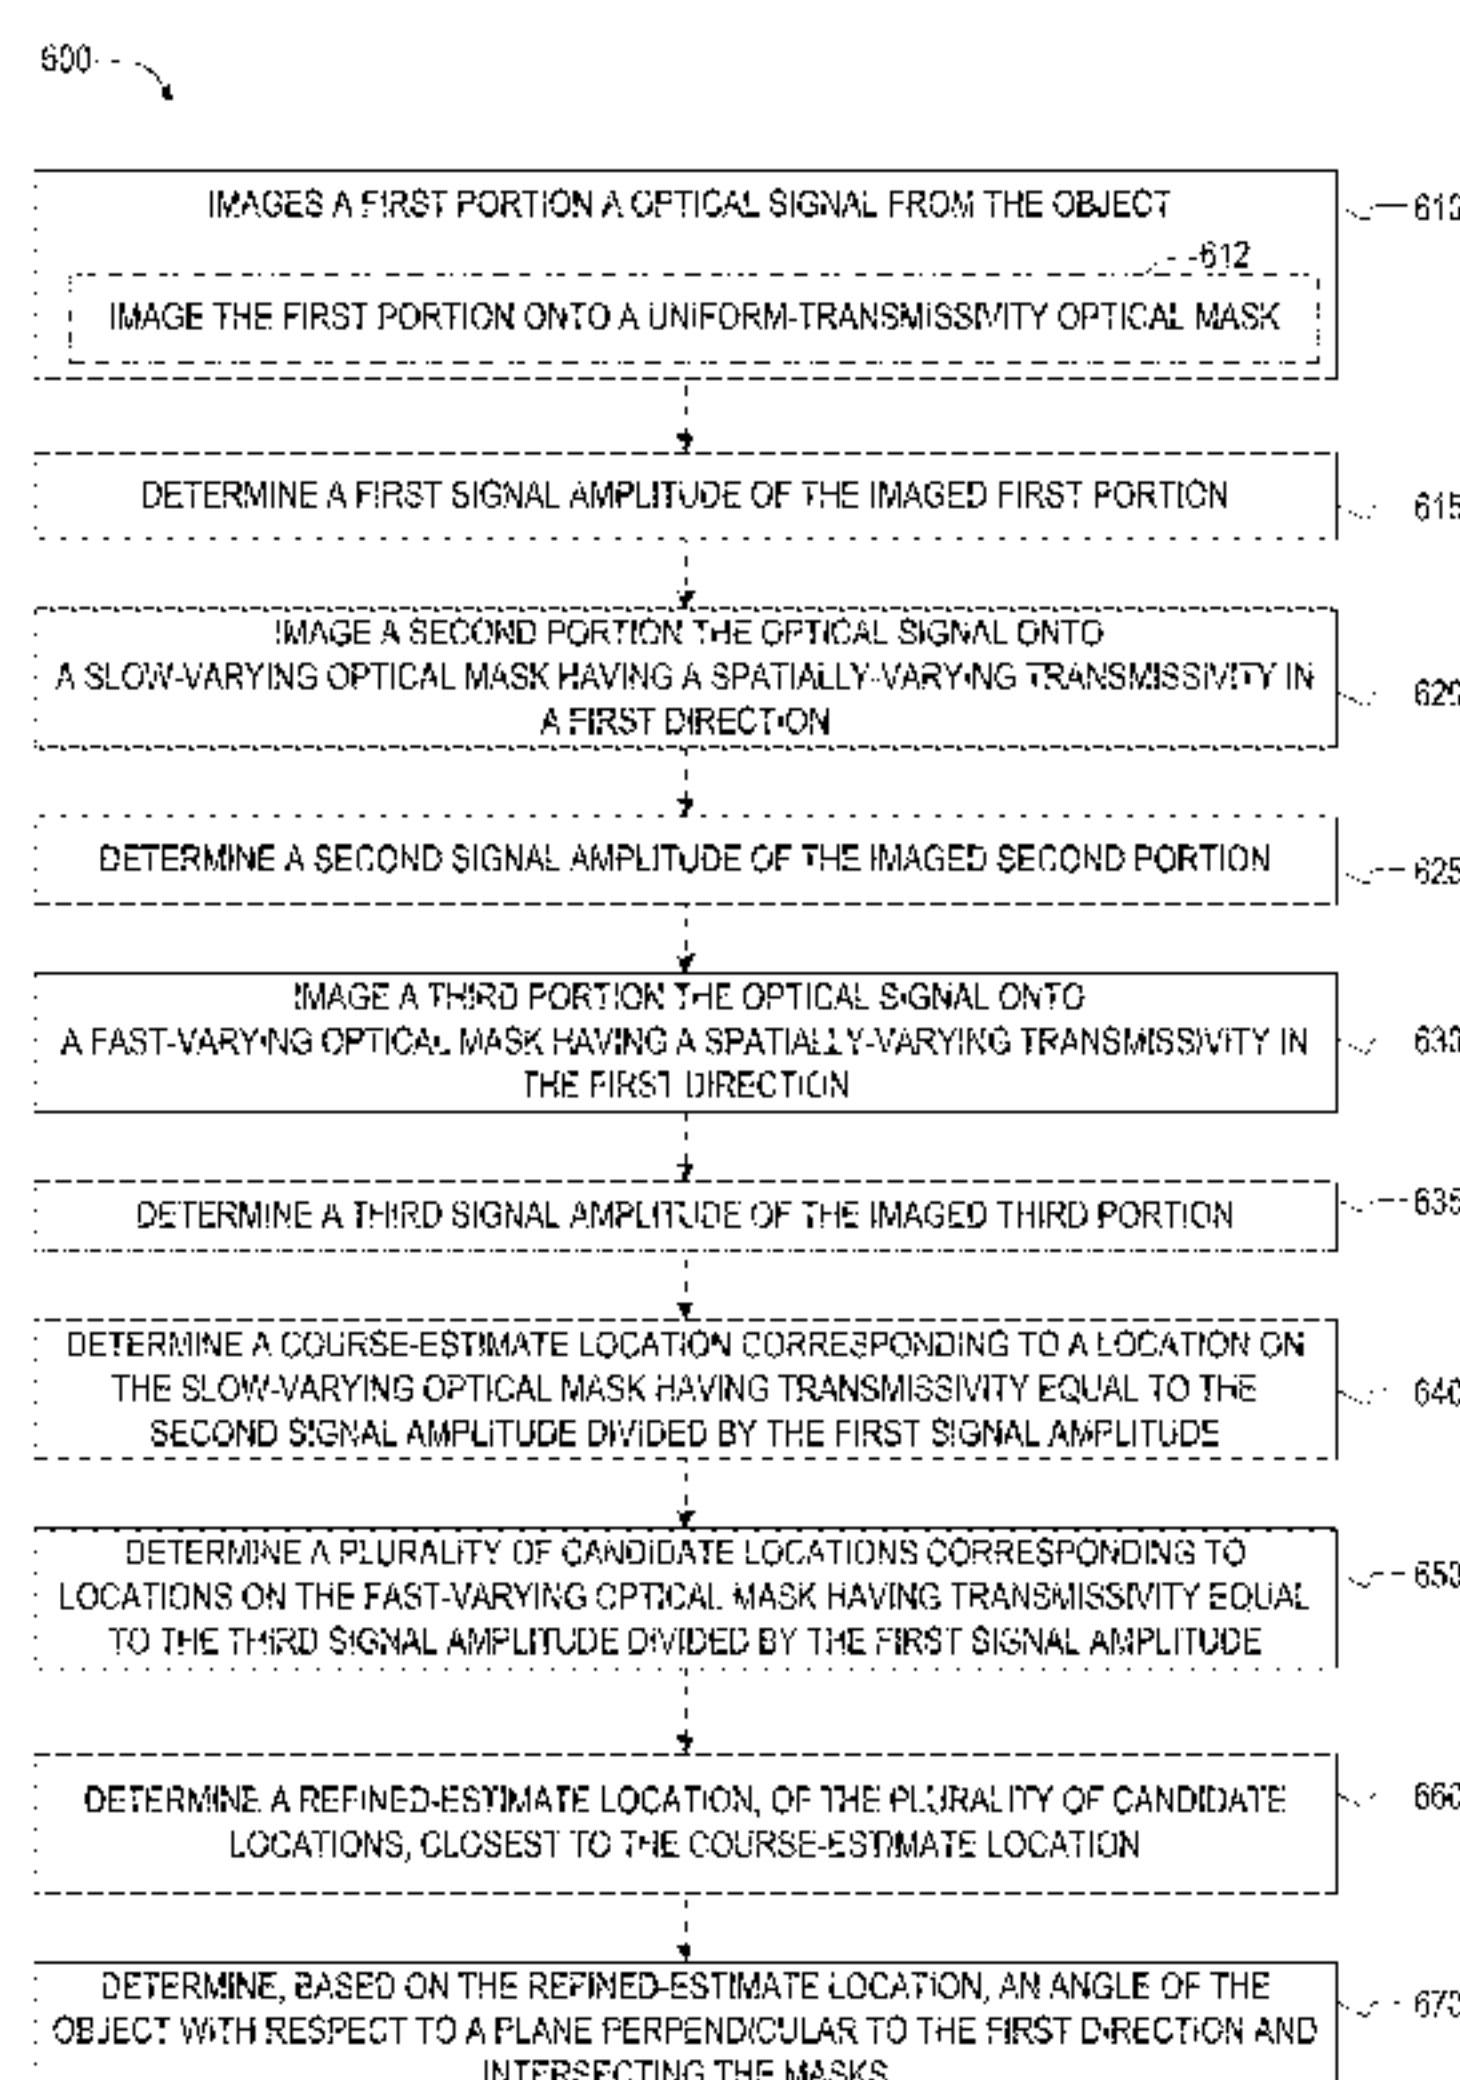 600
IMAGES A FIRST PORTION A OPTICAL SIGNAL FROM THE OBJECT
610
612
IMAGE THE FIRST PORTION ONTO A UNIFORM-TRANSMISSIVITY OPTICAL MASK
DETERMINE A FIRST SIGNAL AMPLITUDE OF THE IMAGED FIRST PORTION
615
IMAGE A SECOND PORTION THE OPTICAL SIGNAL ONTO
A SLOW-VARYING OPTICAL MASK HAVING A SPATIALLY-VARYING TRANSMISSIVITY IN
A FIRST DIRECTION
620
DETERMINE A SECOND SIGNAL AMPLITUDE OF THE IMAGED SECOND PORTION
625
IMAGE A THIRD PORTION THE OPTICAL SIGNAL ONTO
A FAST-VARYING OPTICAL MASK HAVING A SPATIALLY-VARYING TRANSMISSIVITY IN
THE FIRST DIRECTION
630
DETERMINE A THIRD SIGNAL AMPLITUDE OF THE IMAGED THIRD PORTION
635
DETERMINE A COURSE-ESTIMATE LOCATION CORRESPONDING TO A LOCATION ON
THE SLOW-VARYING OPTICAL MASK HAVING TRANSMISSIVITY EQUAL TO THE
SECOND SIGNAL AMPLITUDE DIVIDED BY THE FIRST SIGNAL AMPLITUDE
640
DETERMINE A PLURALITY OF CANDIDATE LOCATIONS CORRESPONDING TO
LOCATIONS ON THE FAST-VARYING OPTICAL MASK HAVING TRANSMISSIVITY EQUAL
TO THE THIRD SIGNAL AMPLITUDE DIVIDED BY THE FIRST SIGNAL AMPLITUDE
650
DETERMINE A REFINED-ESTIMATE LOCATION, OF THE PLURALITY OF CANDIDATE
LOCATIONS, CLOSEST TO THE COURSE-ESTIMATE LOCATION
660
DETERMINE, BASED ON THE REFINED-ESTIMATE LOCATION, AN ANGLE OF THE
OBJECT WITH RESPECT TO A PLANE PERPENDICULAR TO THE FIRST DIRECTION AND
INTERSECTING THE MASKS
670